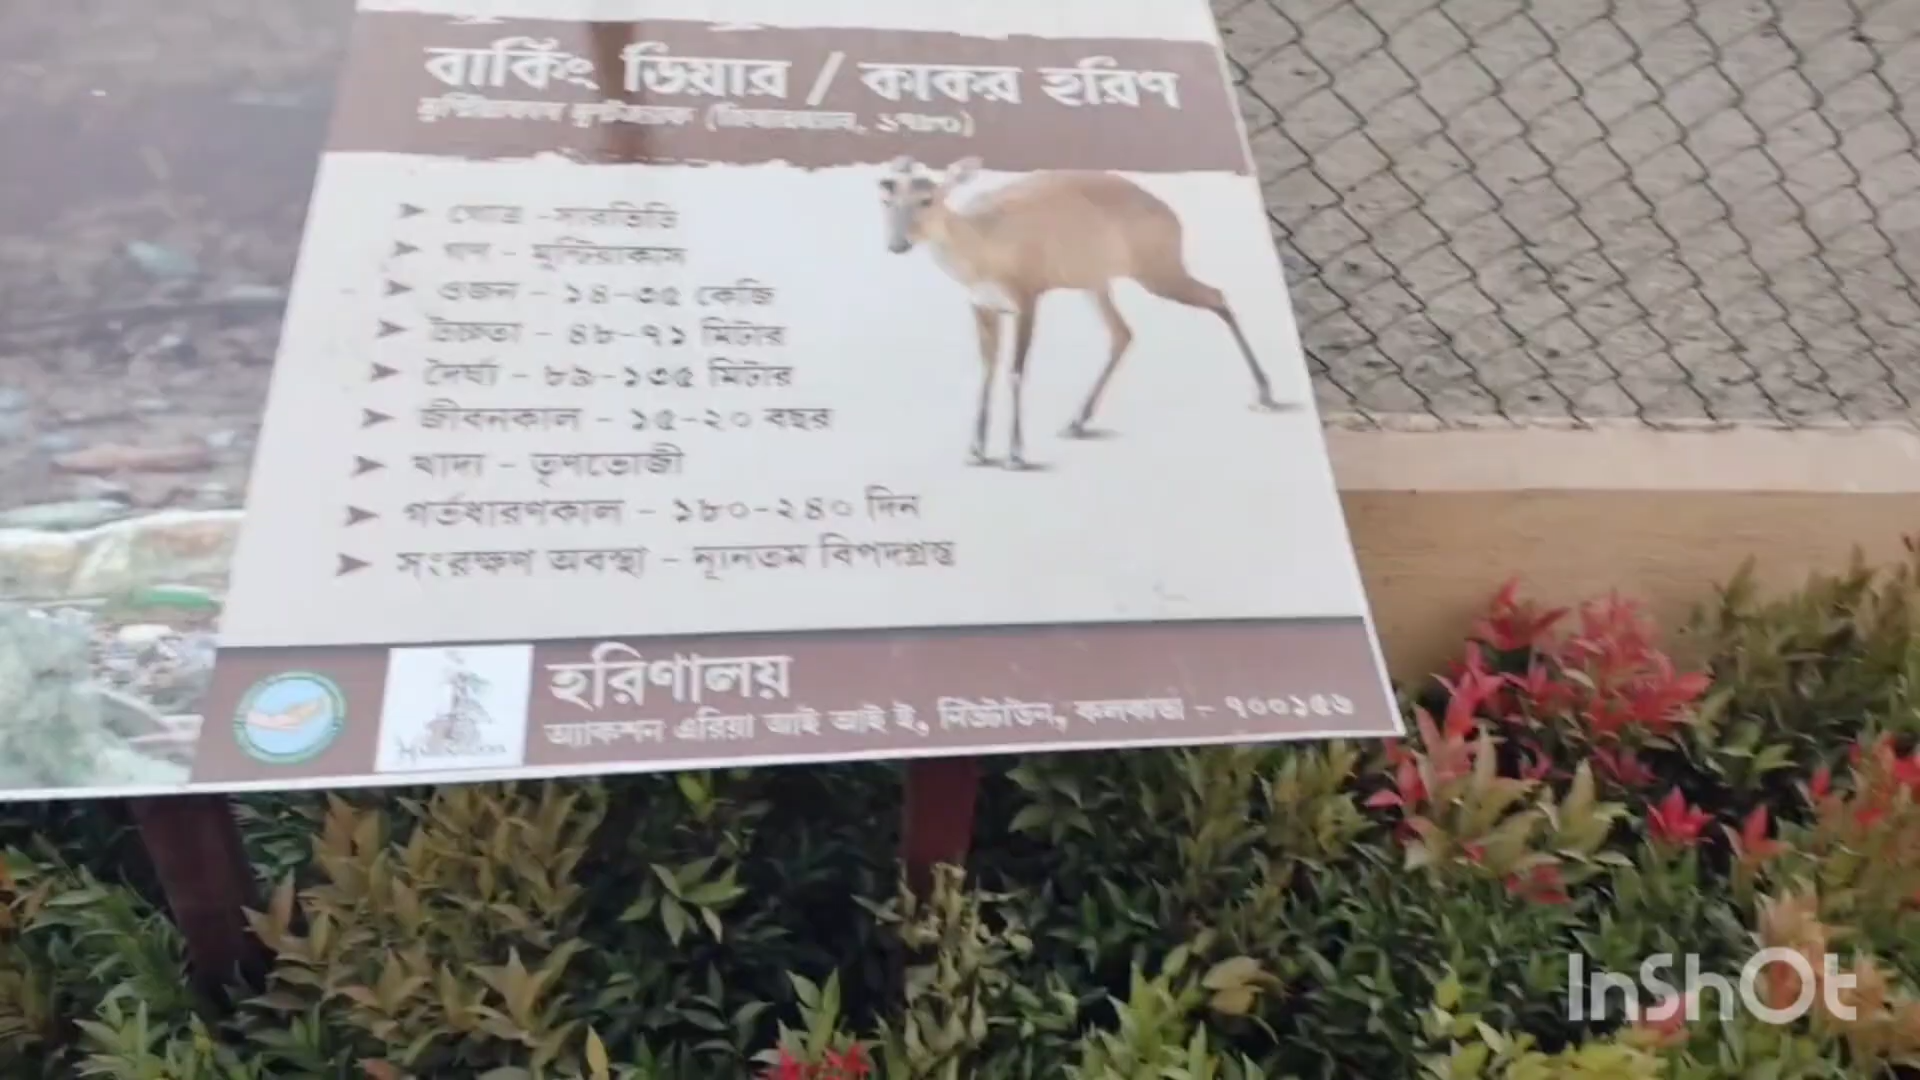 বার্কিং ডিয়ার / কাকর হরিণ
➤ গোত্র - সারভিডি
➤ গণ - মুন্টিয়াকাস
➤ ওজন - ১৪-৩৫ কেজি
➤ উচ্চতা - ৪৮-৭১ মিটার
➤ দৈর্ঘ্য - ৮৯-১৩৫ মিটার
➤ জীবনকাল - ১৫-২০ বছর
➤ খাদ্য - তৃণভোজী
➤ গর্ভধারণকাল - ১৮০-২৪০ দিন
➤ সংরক্ষণ অবস্থা - ন্যূনতম বিপদগ্রস্ত
হরিণালয়
অ্যাকশন এরিয়া আই আই ই, নিউটাউন, কলকাতা - ৭০০১৫৬
InShOt